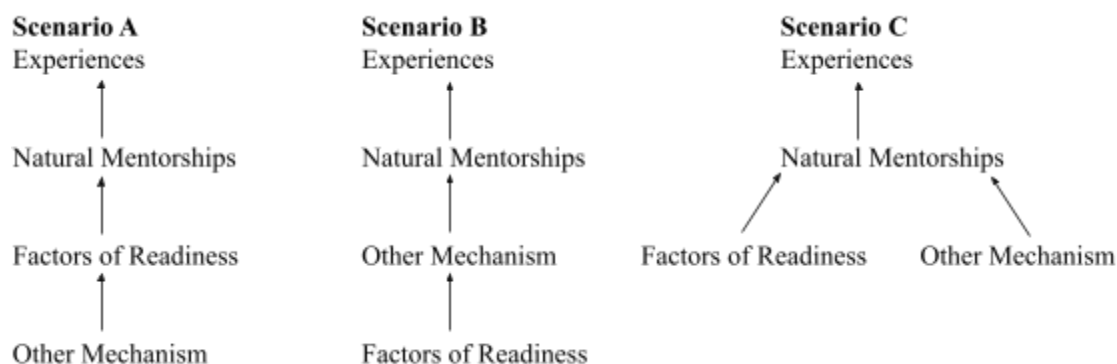 Scenario A
Experiences
Natural Mentorships
Factors of Readiness
Other Mechanism
Scenario B
Experiences
Natural Mentorships
Other Mechanism
Factors of Readiness
Scenario C
Experiences
Natural Mentorships
Factors of Readiness
Other Mechanism